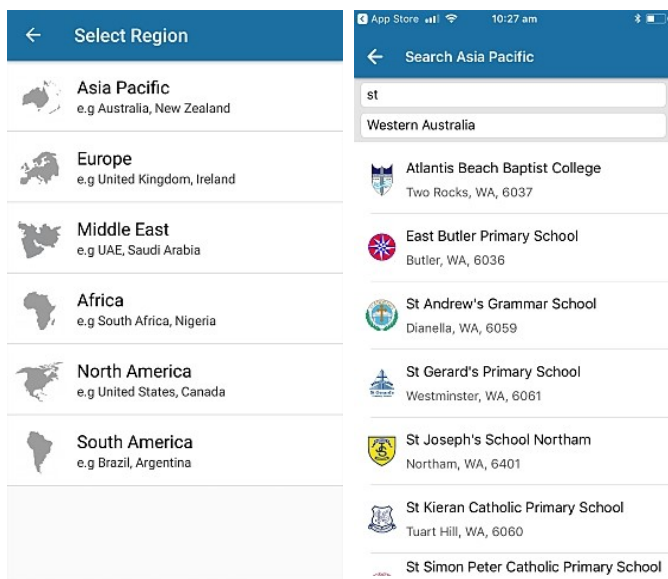 Select Region
Asia Pacific
e.g Australia, New Zealand
Europe
e.g United Kingdom, Ireland
Middle East
e.g UAE, Saudi Arabia
Africa
e.g South Africa, Nigeria
North America
e.g United States, Canada
South America
e.g Brazil, Argentina
App Store
10:27 am
Search Asia Pacific
st
Western Australia
Atlantis Beach Baptist College
Two Rocks, WA, 6037
East Butler Primary School
Butler, WA, 6036
St Andrew's Grammar School
Dianella, WA, 6059
St Gerard's Primary School
Westminster, WA, 6061
St Joseph's School Northam
Northam, WA, 6401
St Kieran Catholic Primary School
Tuart Hill, WA, 6060
St Simon Peter Catholic Primary School